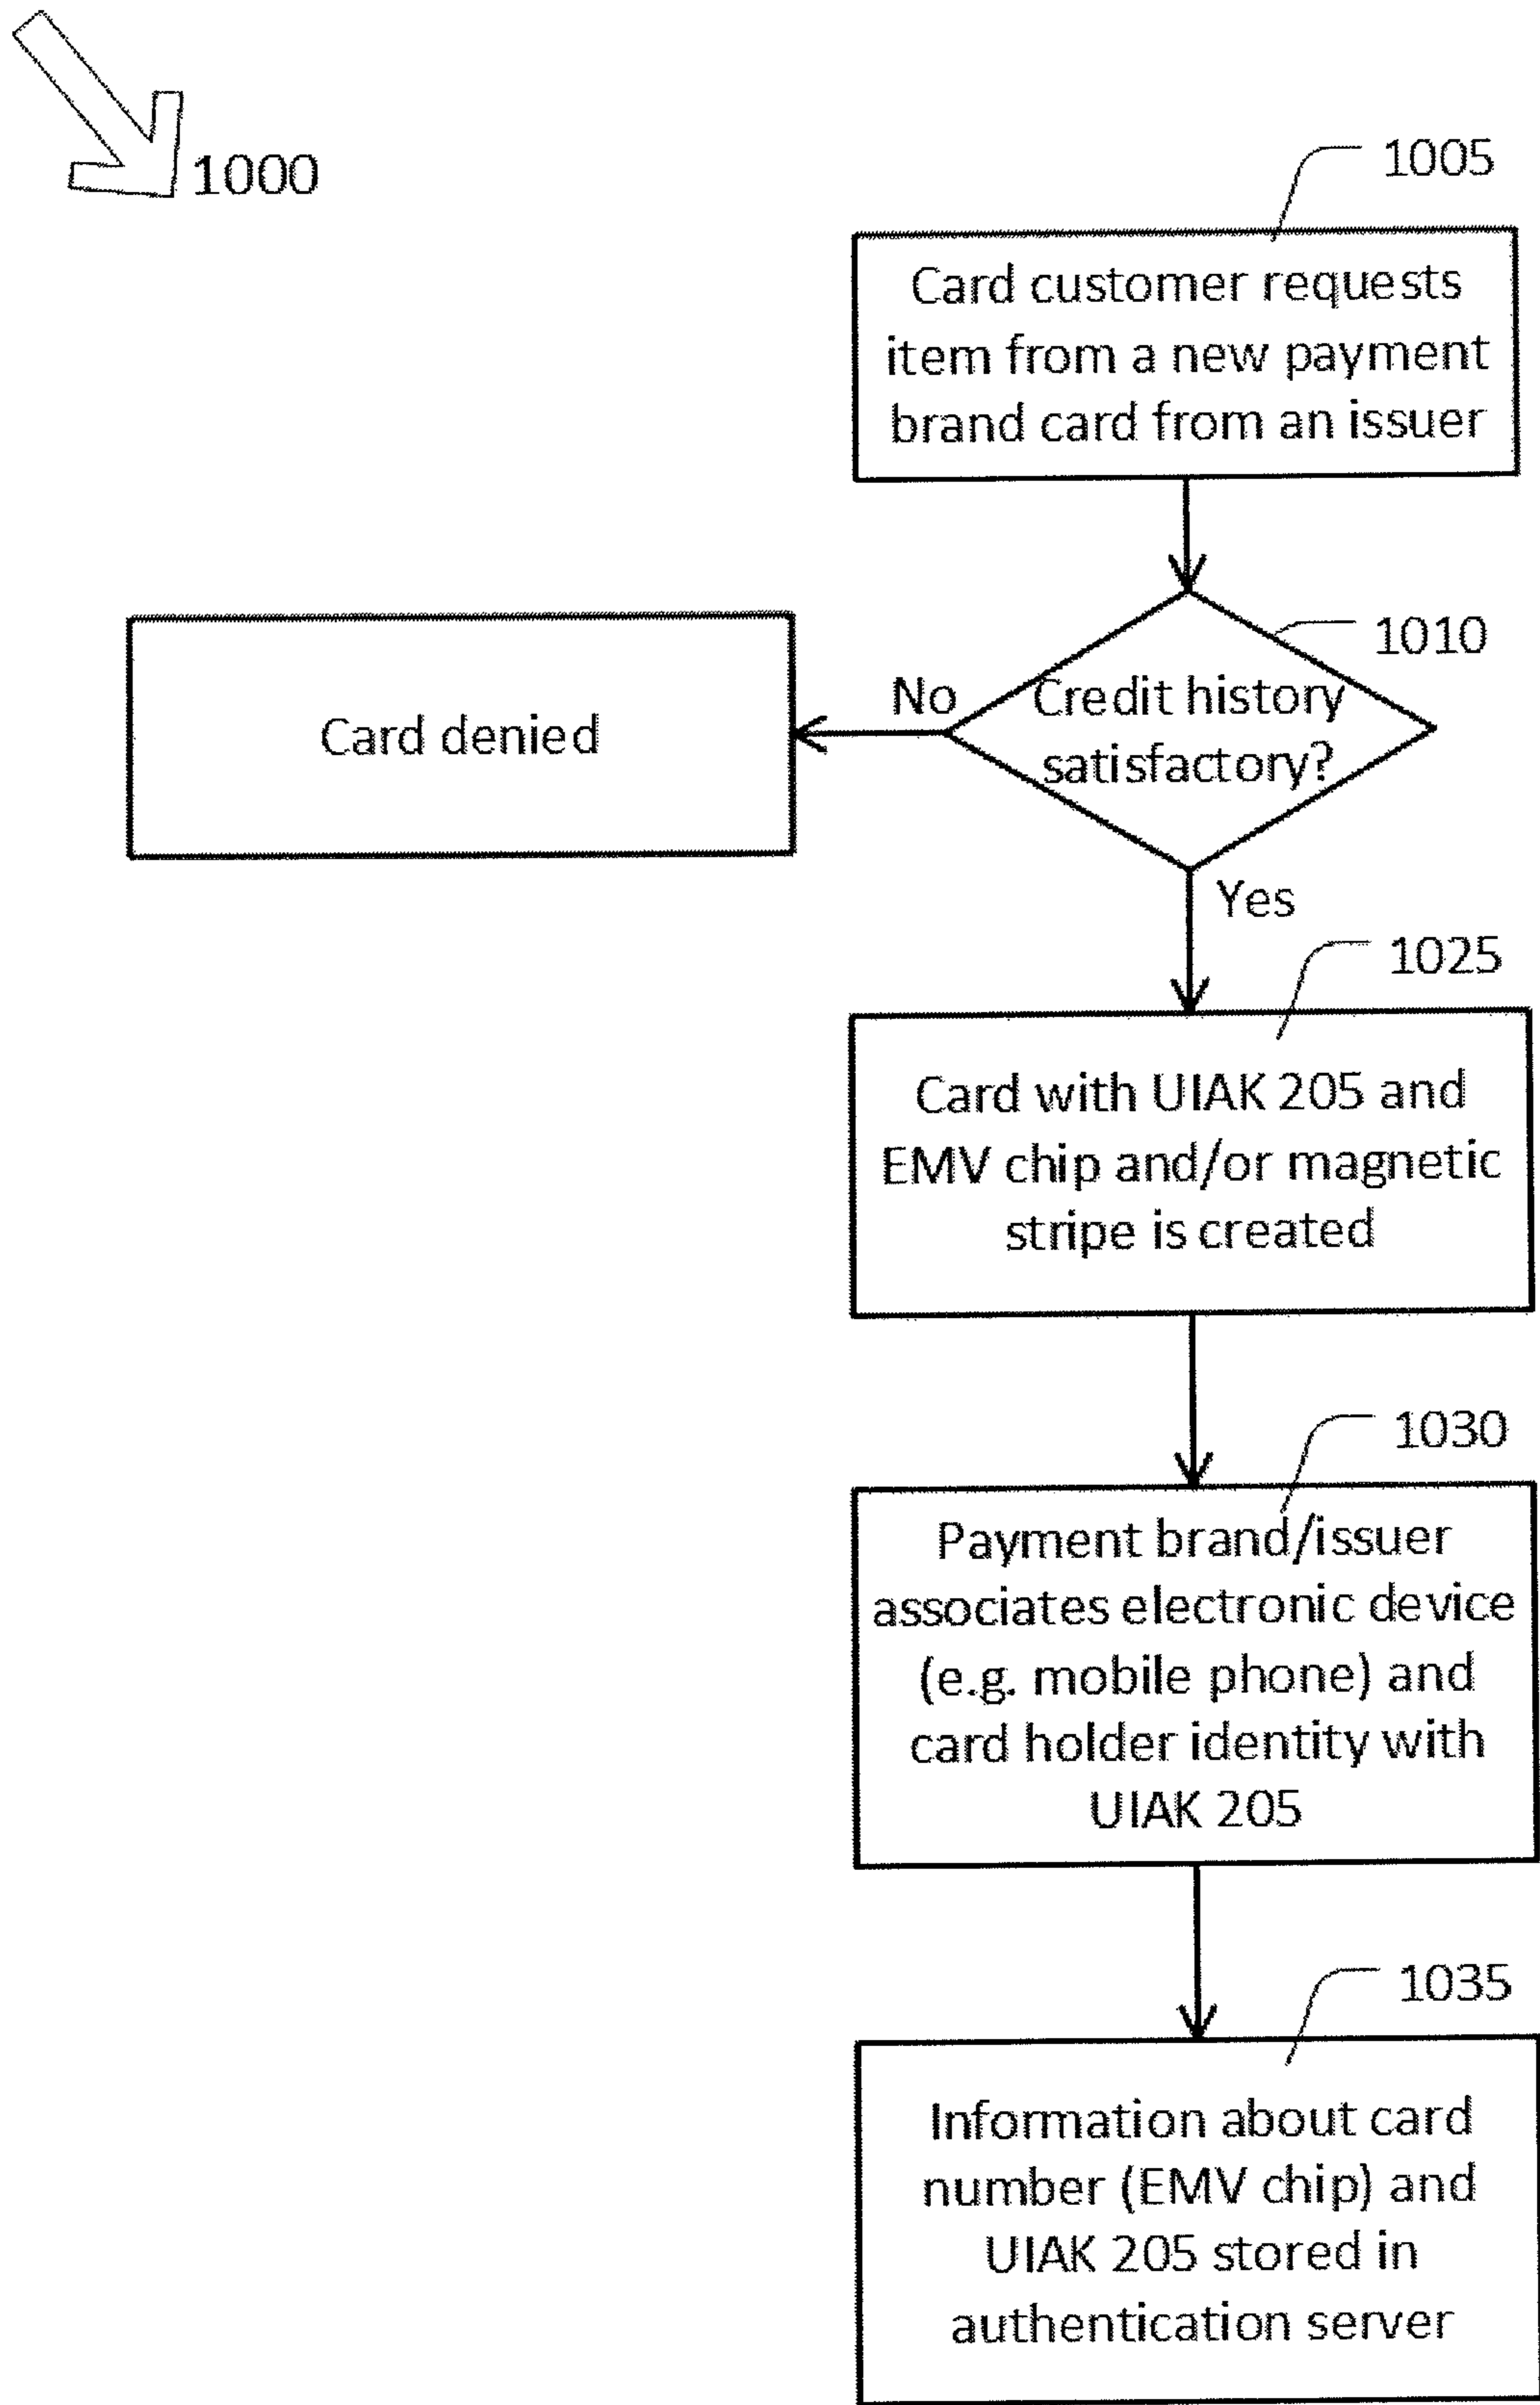 1000
1005
Card customer requests
item from a new payment
brand card from an issuer
1010
Credit history
satisfactory?
No
Card denied
Yes
1025
Card with UIAK 205 and
EMV chip and/or magnetic
stripe is created
1030
Payment brand/issuer
associates electronic device
(e.g. mobile phone) and
card holder identity with
UIAK 205
1035
Information about card
number (EMV chip) and
UIAK 205 stored in
authentication server